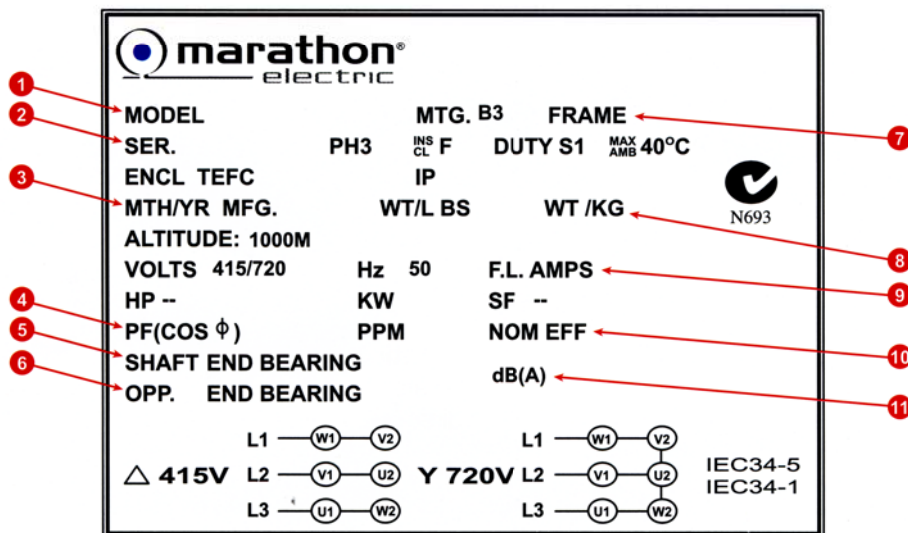 marathon®
electric
1 MODEL MTG. B3 FRAME 7
2 SER. PH3 INS CL F DUTY S1 MAX AMB 40°C
ENCL TEFC IP
3 MTH/YR MFG. WT/L BS WT /KG 8
N693
ALTITUDE: 1000M
VOLTS 415/720 Hz 50 F.L. AMPS 9
HP -- KW SF --
4 PF(COS ϕ) PPM NOM EFF 10
5 SHAFT END BEARING
dB(A) 11
6 OPP. END BEARING
L1 W1 V2 L1 W1 V2
△ 415V L2 V1 U2 Y 720V L2 V1 U2 IEC34-5
IEC34-1
L3 U1 W2 L3 U1 W2